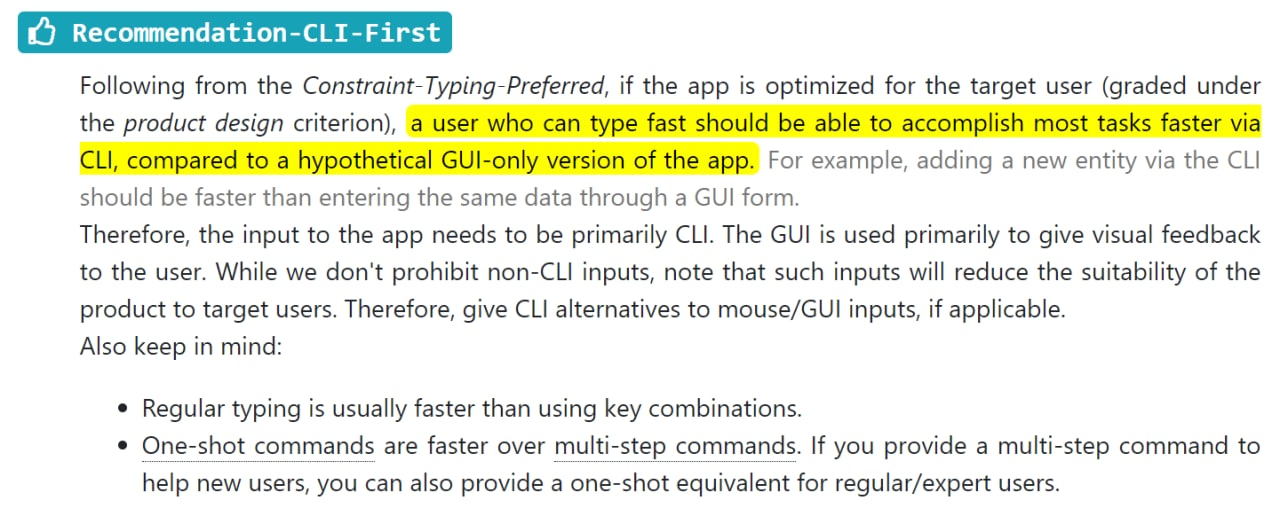 Recommendation-CLI-First
Following from the Constraint-Typing-Preferred, if the app is optimized for the target user (graded under
the product design criterion), a user who can type fast should be able to accomplish most tasks faster via
CLI, compared to a hypothetical GUI-only version of the app. For example, adding a new entity via the CLI
should be faster than entering the same data through a GUI form.
Therefore, the input to the app needs to be primarily CLI. The GUI is used primarily to give visual feedback
to the user. While we don't prohibit non-CLI inputs, note that such inputs will reduce the suitability of the
product to target users. Therefore, give CLI alternatives to mouse/GUI inputs, if applicable.
Also keep in mind:
• Regular typing is usually faster than using key combinations.
• One-shot commands are faster over multi-step commands. If you provide a multi-step command to
help new users, you can also provide a one-shot equivalent for regular/expert users.